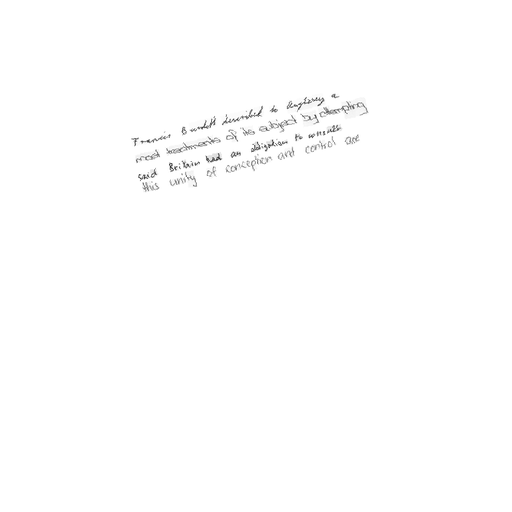 Francis Burdett described to a
most treatments of its subject by attempting
said Britain had an obligation to consult
this unity of conception and control are